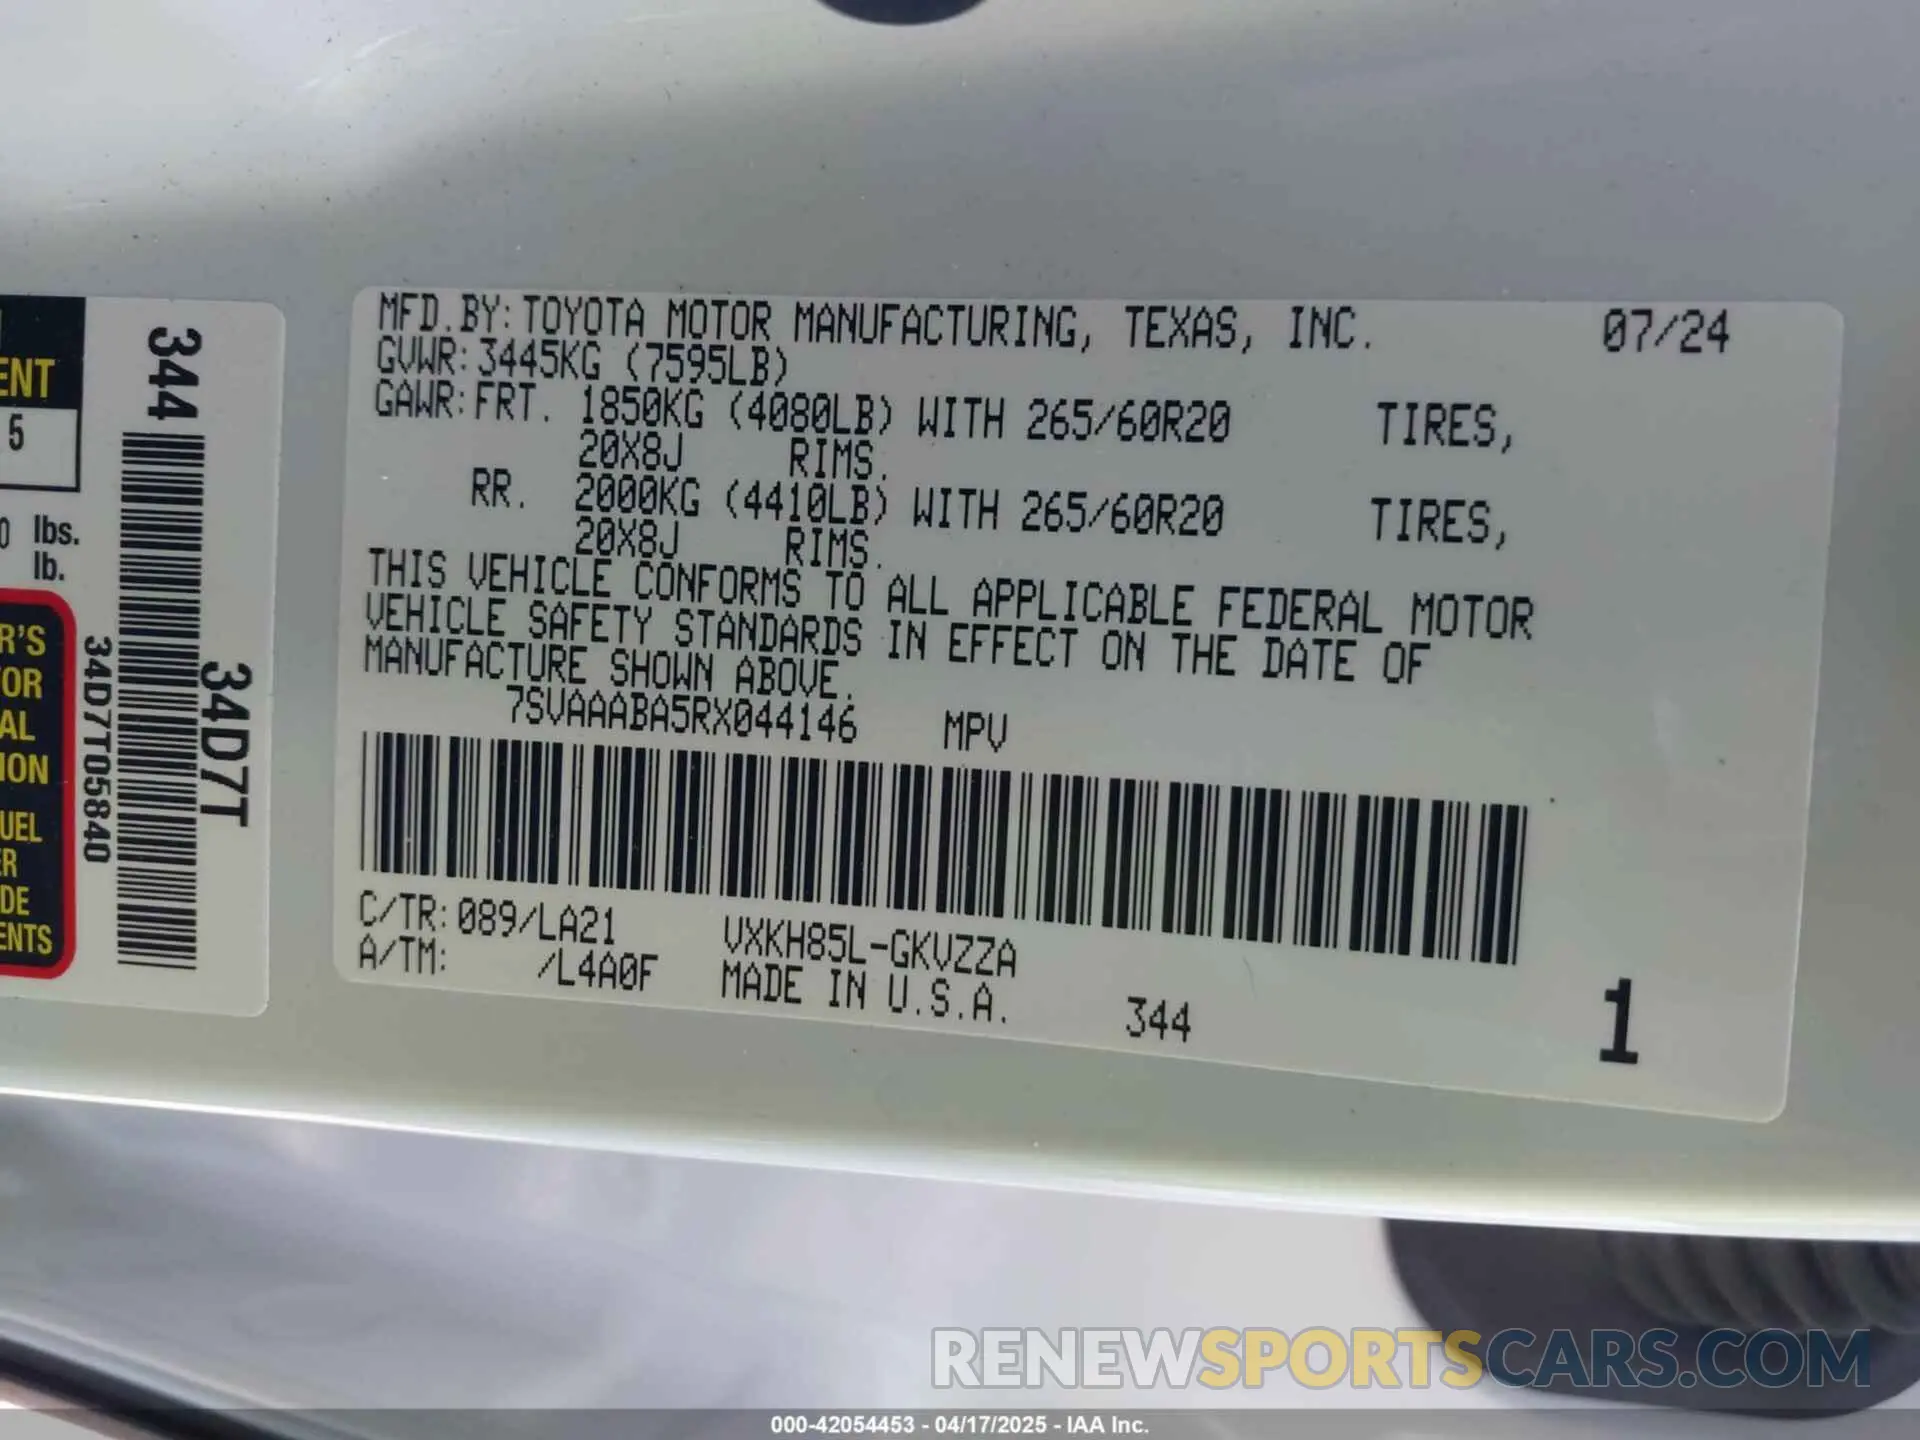 ENT
5
0 lbs.
lb.
R'S
OR
AL
ION
UEL
ER
DE
ENTS
344
34D7T05840
34D7T
MFD.BY:TOYOTA MOTOR MANUFACTURING, TEXAS, INC. 07/24
GVWR:3445KG (7595LB)
GAWR:FRT. 1850KG (4080LB) WITH 265/60R20 TIRES,
20X8J RIMS.
RR. 2000KG (4410LB) WITH 265/60R20 TIRES,
20X8J RIMS.
THIS VEHICLE CONFORMS TO ALL APPLICABLE FEDERAL MOTOR
VEHICLE SAFETY STANDARDS IN EFFECT ON THE DATE OF
MANUFACTURE SHOWN ABOVE.
7SVAAABA5RX044146 MPV
C/TR:089/LA21 VXKH85L-GKVZZA
A/TM: /L4A0F MADE IN U.S.A. 344 1
RENEWSPORTSCARS.COM
000-42054453 - 04/17/2025 - IAA Inc.